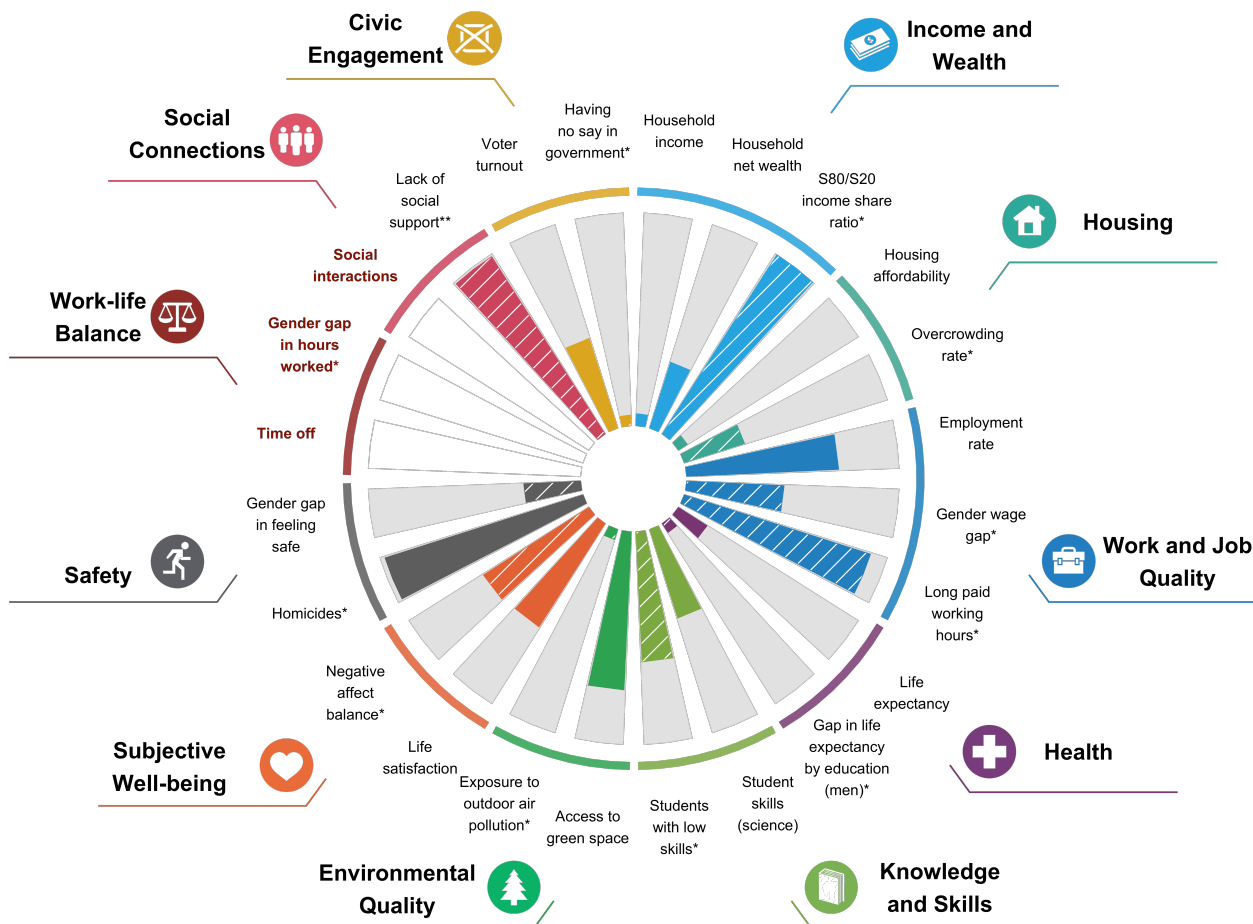 Civic
Engagement
Income and
Wealth
Social
Connections
Having
no say in
government*
Household
income
Voter
turnout
Household
net wealth
Lack of
social
support**
S80/S20
income share
ratio*
Housing
Social
interactions
Housing
affordability
Work-life
Balance
Gender gap
in hours
worked*
Overcrowding
rate*
Time off
Employment
rate
Gender gap
in feeling
safe
Gender wage
gap*
Safety
Work and Job
Quality
Homicides*
Long paid
working
hours*
Negative
affect
balance*
Life
expectancy
Subjective
Well-being
Life
satisfaction
Gap in life
expectancy
by education
(men)*
Health
Exposure to
outdoor air
pollution*
Access to
green space
Students
with low
skills*
Student
skills
(science)
Environmental
Quality
Knowledge
and Skills